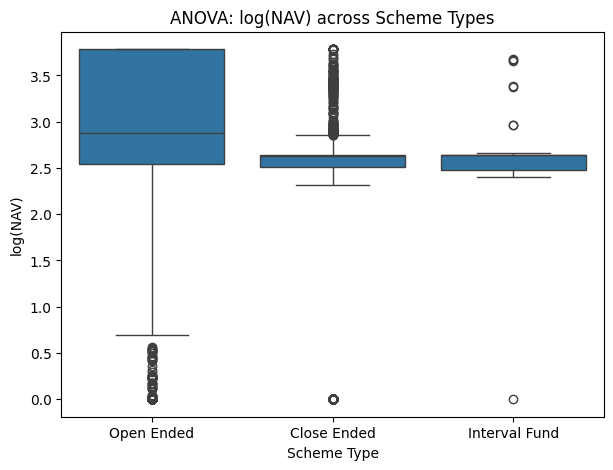 ANOVA: log(NAV) across Scheme Types
log(NAV)
3.5
3.0
2.5
2.0
1.5
1.0
0.5
0.0
Open Ended
Close Ended
Interval Fund
Scheme Type